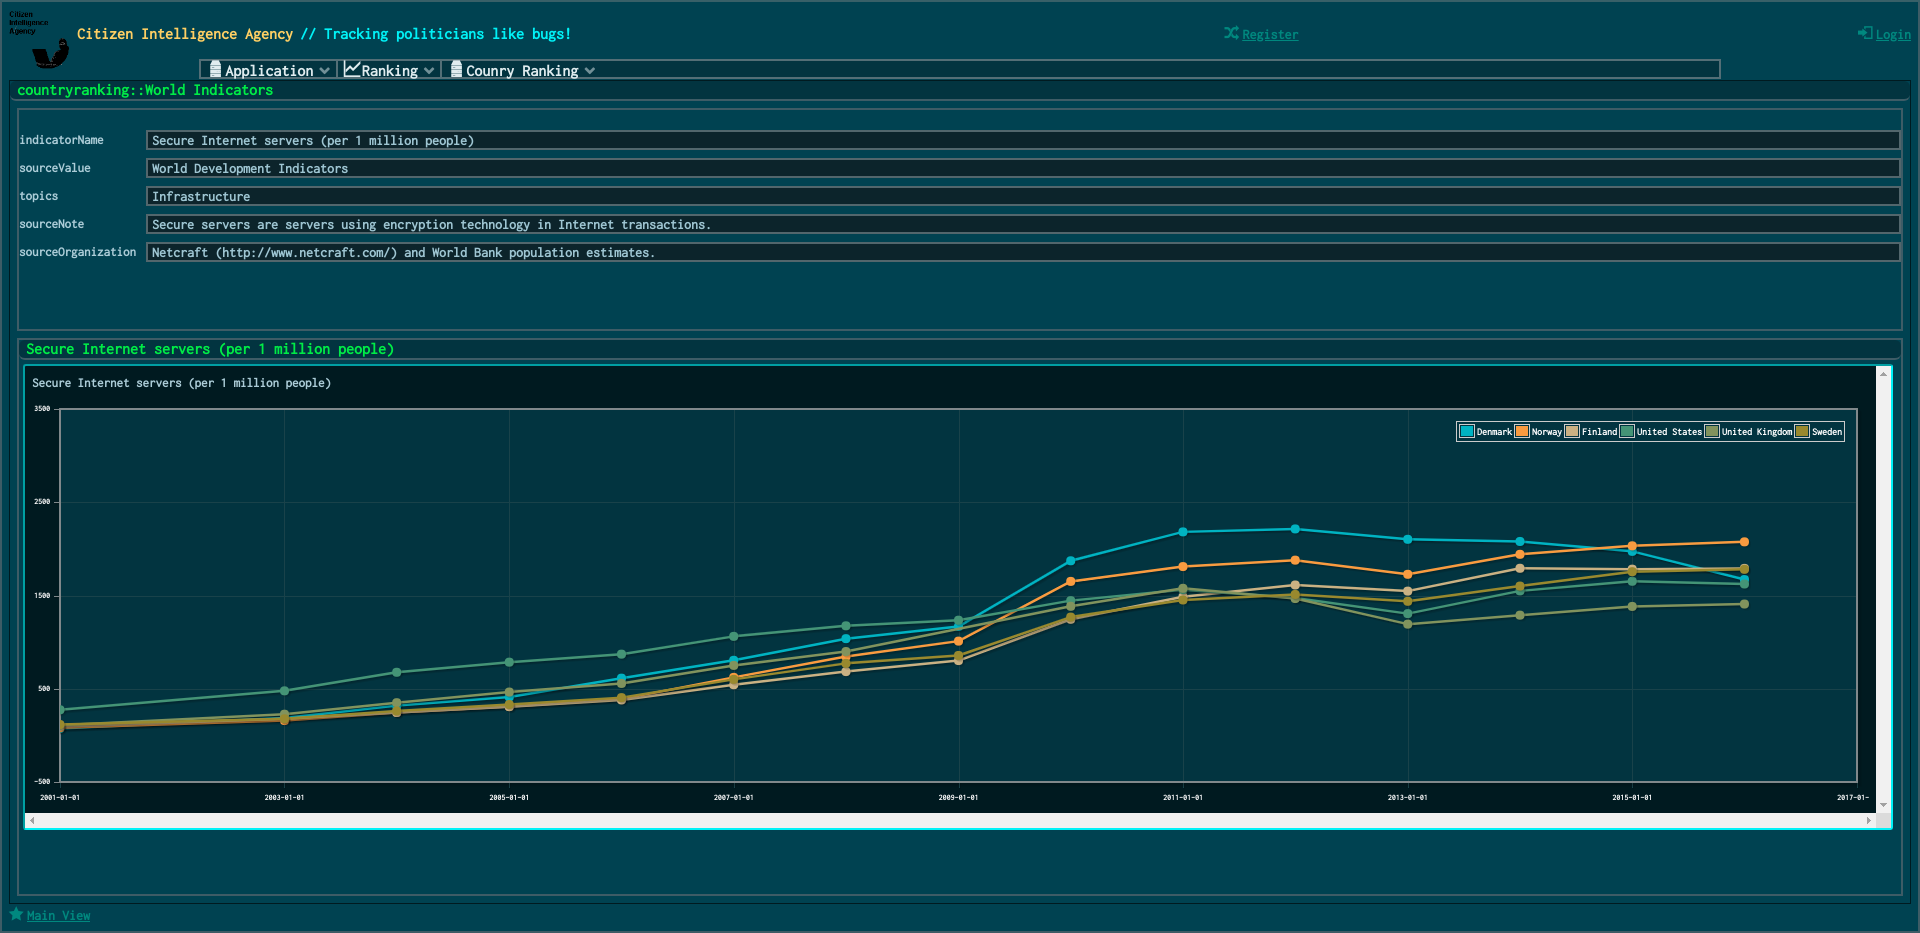 Citizen
Intelligence
Agency
Citizen Intelligence Agency // Tracking politicians like bugs!
Register
Login
Application
Ranking
Counry Ranking
countryranking::World Indicators
indicatorName
Secure Internet servers (per 1 million people)
sourceValue
World Development Indicators
topics
Infrastructure
sourceNote
Secure servers are servers using encryption technology in Internet transactions.
sourceOrganization
Netcraft (http://www.netcraft.com/) and World Bank population estimates.
Secure Internet servers (per 1 million people)
Secure Internet servers (per 1 million people)
3500
Denmark
Norway
Finland
United States
United Kingdom
Sweden
2500
1500
500
-500
2001-01-01
2003-01-01
2005-01-01
2007-01-01
2009-01-01
2011-01-01
2013-01-01
2015-01-01
2017-01-
Main View